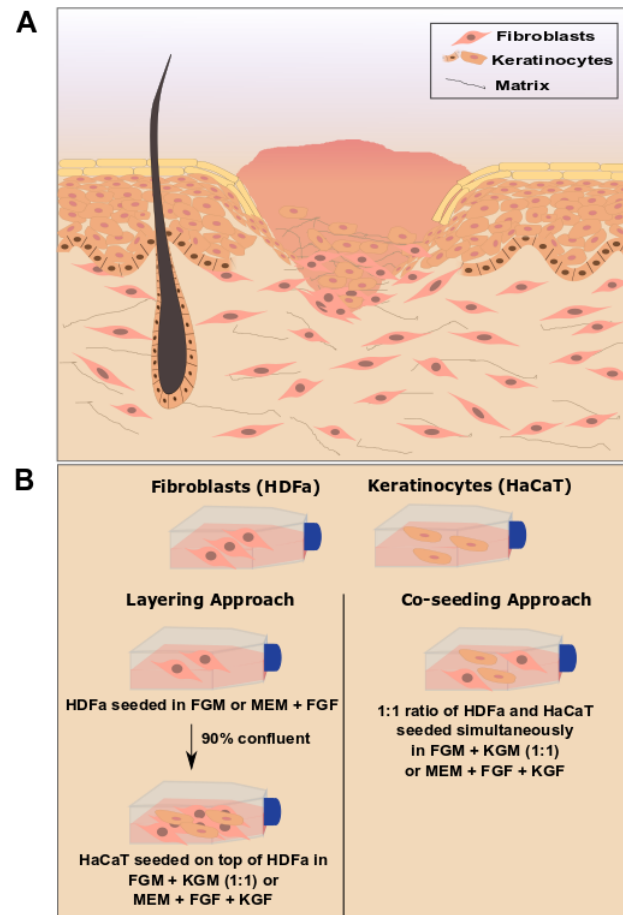 A
Fibroblasts
Keratinocytes
Matrix
B
Fibroblasts (HDFa)
Keratinocytes (HaCaT)
Layering Approach
HDFa seeded in FGM or MEM + FGF
90% confluent
HaCaT seeded on top of HDFa in
FGM + KGM (1:1) or
MEM + FGF + KGF
Co-seeding Approach
1:1 ratio of HDFa and HaCaT
seeded simultaneously
in FGM + KGM (1:1)
or MEM + FGF + KGF